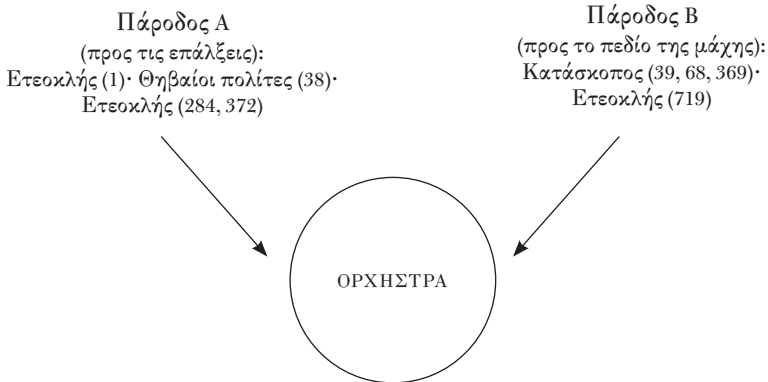 Πάροδος Α
(προς τις επάλξεις):
Ετεοκλής (1)· Θηβαίοι πολίτες (38)·
Ετεοκλής (284, 372)
Πάροδος Β
(προς το πεδίο της μάχης):
Κατάσκοπος (39, 68, 369)·
Ετεοκλής (719)
ΟΡΧΗΣΤΡΑ